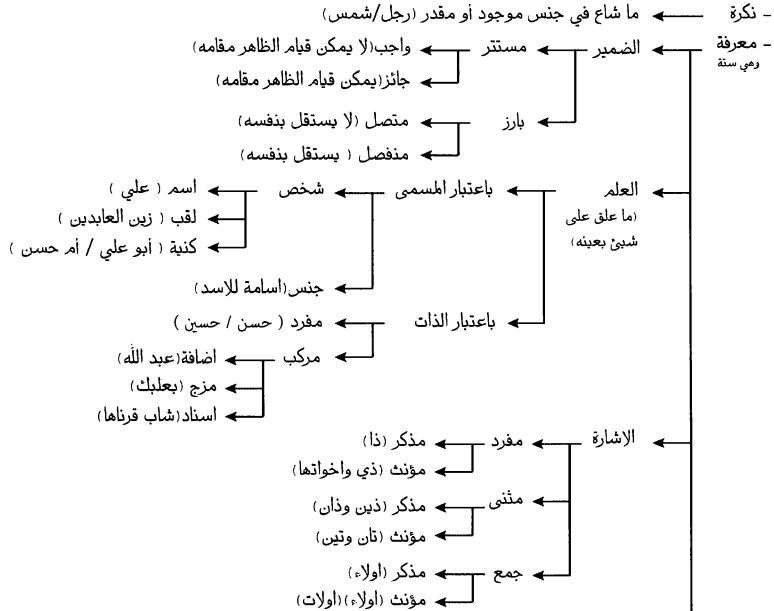 - نكرة ما شاع في جنس موجود أو مقدر (رجل/شمس)
- معرفة الضمير مستتر واجب(لا يمكن قيام الظاهر مقامه)
وهي ستة
جائز(يمكن قيام الظاهر مقامه)
بارز متصل (لا يستقل بنفسه)
منفصل ( يستقل بنفسه)
العلم باعتبار المسمى شخص اسم ( علي )
(ما علق على لقب ( زين العابدين )
شيئ بعينه) كنية ( أبو علي / أم حسن )
جنس(اسامة للاسد)
باعتبار الذات مفرد ( حسن / حسين )
مركب اضافة(عبد الله)
مزج (بعلبك)
اسناد(شاب قرناها)
الاشارة مفرد مذكر (ذا)
مؤنث (ذي واخواتها)
مثنى مذكر (ذين وذان)
مؤنث (تان وتين)
جمع مذكر (اولاء)
مؤنث (اولاء)(اولات)